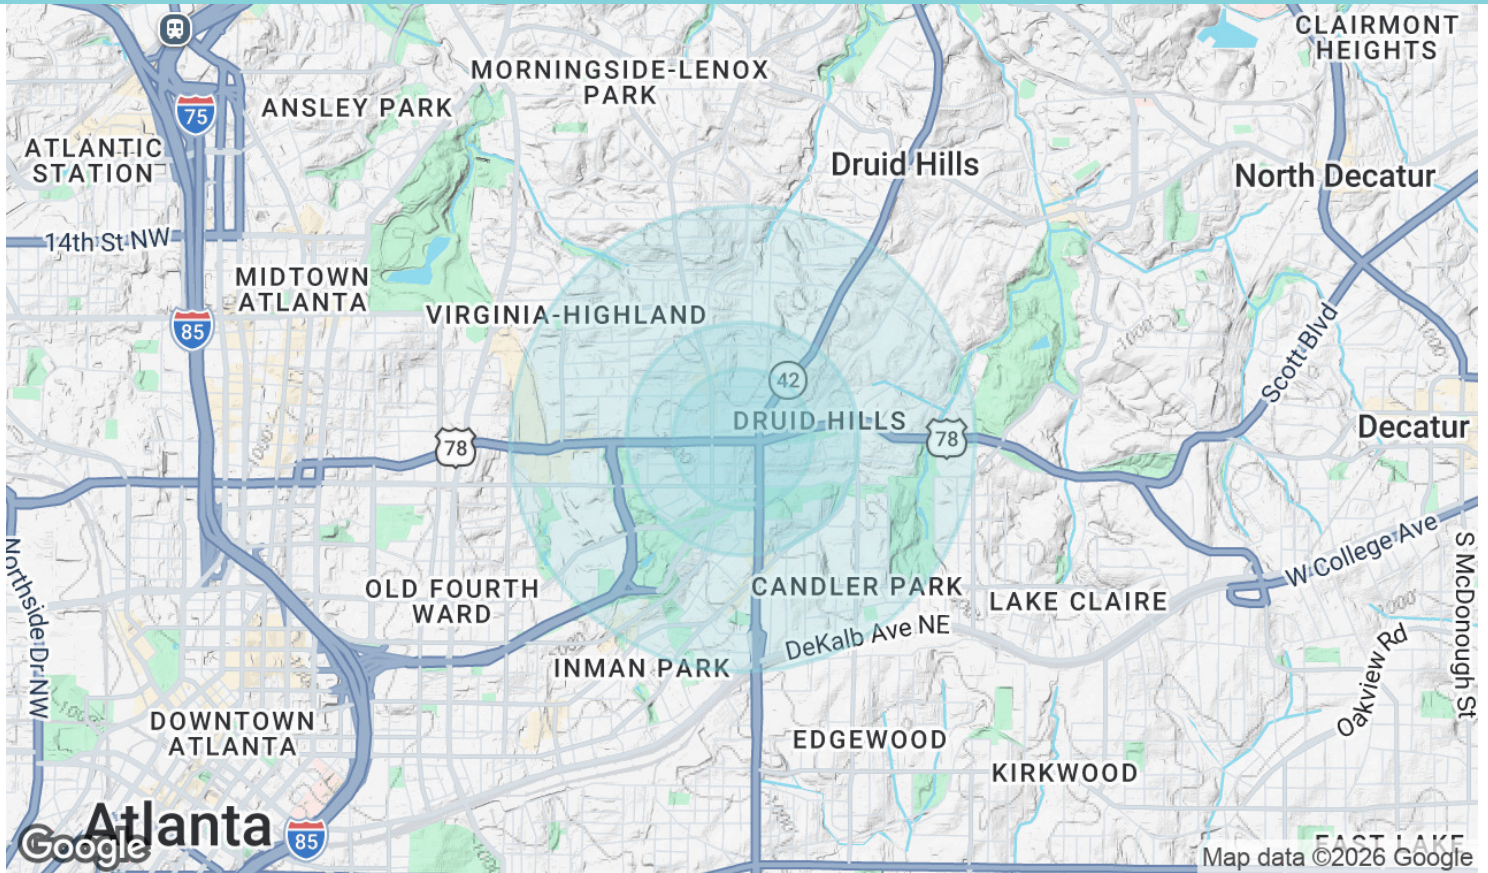 CLAIRMONT
HEIGHTS
MORNINGSIDE-LENOX
PARK
75
ANSLEY PARK
ATLANTIC
STATION
Druid Hills
North Decatur
14th St NW
MIDTOWN
ATLANTA
85
VIRGINIA-HIGHLAND
1000
Scott Blvd
42
DRUID HILLS
78
78
Decatur
1000
Northside Dr NW
W College Ave
S McDonough St
OLD FOURTH
WARD
CANDLER PARK
LAKE CLAIRE
DeKalb Ave NE
Oakview Rd
INMAN PARK
DOWNTOWN
ATLANTA
EDGEWOOD
KIRKWOOD
Atlanta
85
Google
EAST LAKE
Map data ©2026 Google